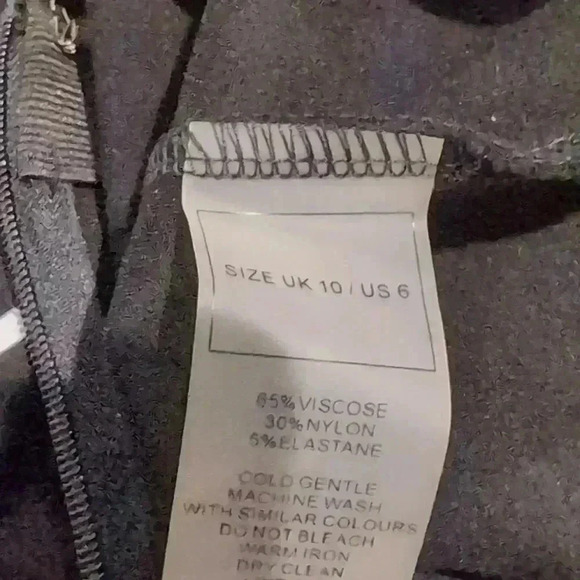 SIZE UK 10 / US 6
65% VISCOSE
30% NYLON
5% ELASTANE
COLD GENTLE
MACHINE WASH
WITH SIMILAR COLOURS
DO NOT BLEACH
WARM IRON
DRY CLEAN